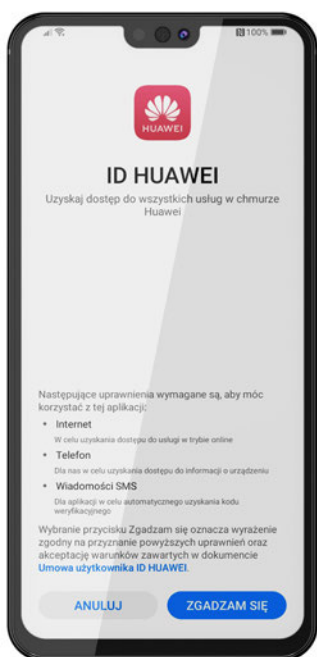 100%
HUAWEI
ID HUAWEI
Uzyskaj dostęp do wszystkich usług w chmurze
Huawei
Następujące uprawnienia wymagane są, aby móc
korzystać z tej aplikacji:
• Internet
W celu uzyskania dostępu do usługi w trybie online
• Telefon
Dla nas w celu uzyskania dostępu do informacji o urządzeniu
• Wiadomości SMS
Dla aplikacji w celu automatycznego uzyskania kodu
weryfikacyjnego
Wybranie przycisku Zgadzam się oznacza wyrażenie
zgodny na przyznanie powyższych uprawnień oraz
akceptację warunków zawartych w dokumencie
Umowa użytkownika ID HUAWEI.
ANULUJ
ZGADZAM SIĘ